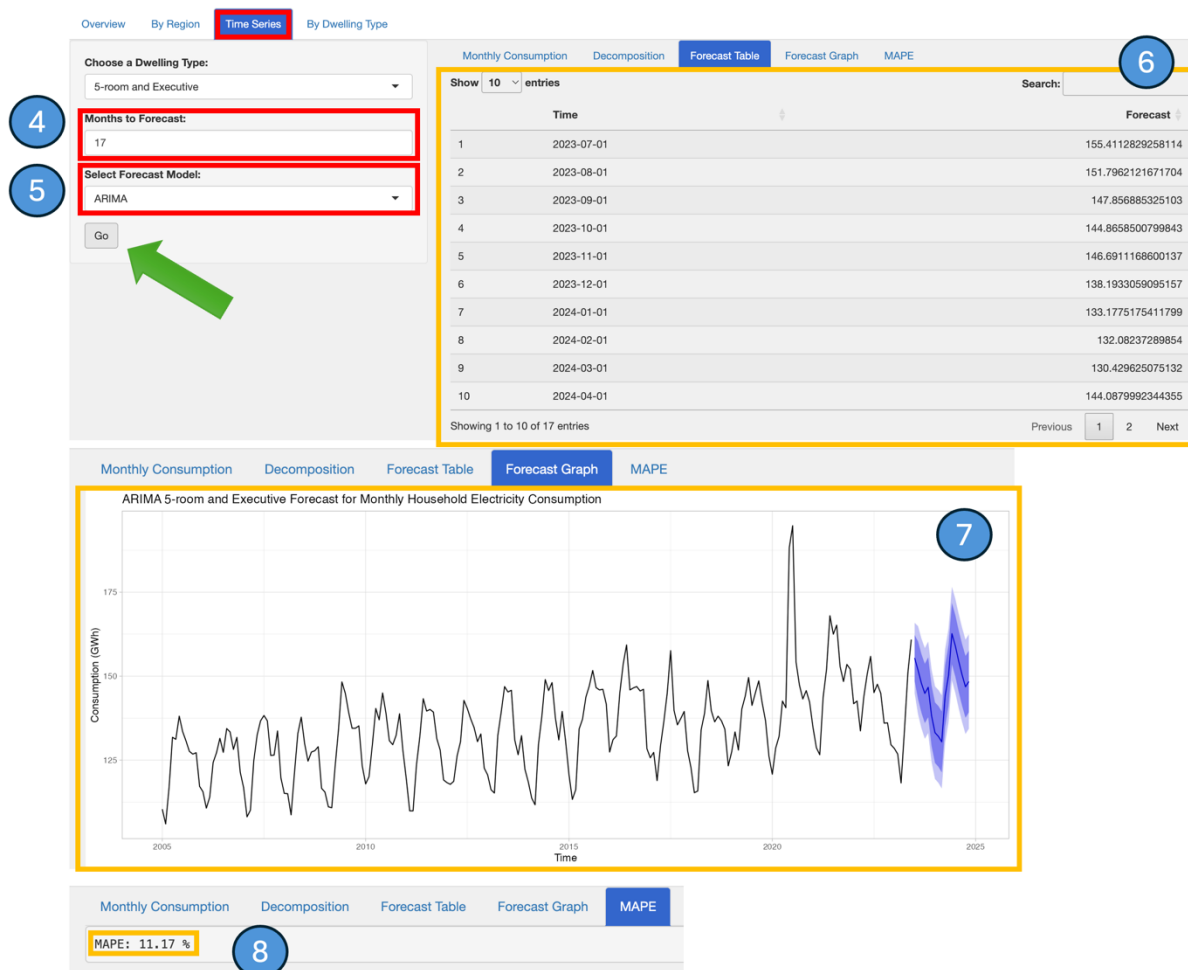 Overview By Region Time Series By Dwelling Type
Choose a Dwelling Type:
5-room and Executive
4
Months to Forecast:
17
5
Select Forecast Model:
ARIMA
Go
Monthly Consumption Decomposition Forecast Table Forecast Graph MAPE
6
Show 10 entries Search:
Time Forecast
1 2023-07-01 155.4112829258114
2 2023-08-01 151.7962121671704
3 2023-09-01 147.856885325103
4 2023-10-01 144.8658500799843
5 2023-11-01 146.6911168600137
6 2023-12-01 138.1933059095157
7 2024-01-01 133.1775175411799
8 2024-02-01 132.08237289854
9 2024-03-01 130.429625075132
10 2024-04-01 144.0879992344355
Showing 1 to 10 of 17 entries Previous 1 2 Next
Monthly Consumption Decomposition Forecast Table Forecast Graph MAPE
ARIMA 5-room and Executive Forecast for Monthly Household Electricity Consumption
7
Consumption (GWh)
175
150
125
2005 2010 2015 2020 2025
Time
Monthly Consumption Decomposition Forecast Table Forecast Graph MAPE
MAPE: 11.17 %
8